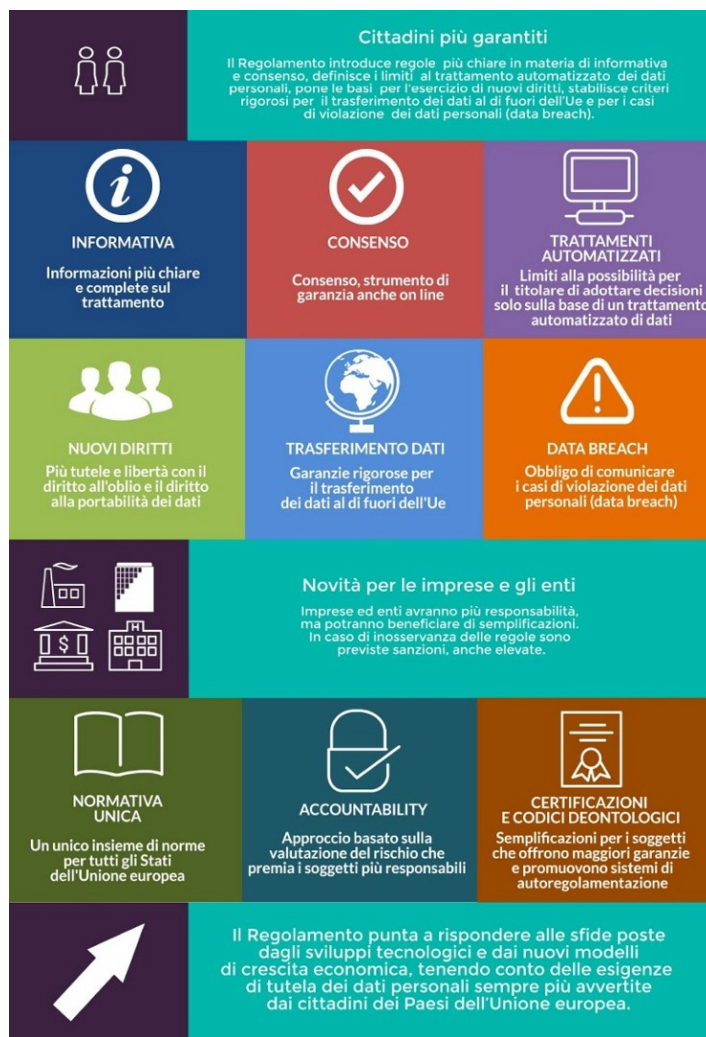 Cittadini più garantiti
Il Regolamento introduce regole più chiare in materia di informativa
e consenso, definisce i limiti al trattamento automatizzato dei dati
personali, pone le basi per l'esercizio di nuovi diritti, stabilisce criteri
rigorosi per il trasferimento dei dati al di fuori dell'Ue e per i casi
di violazione dei dati personali (data breach).
INFORMATIVA
Informazioni più chiare
e complete sul
trattamento
CONSENSO
Consenso, strumento di
garanzia anche on line
TRATTAMENTI
AUTOMATIZZATI
Limiti alla possibilità per
il titolare di adottare decisioni
solo sulla base di un trattamento
automatizzato di dati
NUOVI DIRITTI
Più tutele e libertà con il
diritto all'oblio e il diritto
alla portabilità dei dati
TRASFERIMENTO DATI
Garanzie rigorose per
il trasferimento
dei dati al di fuori dell'Ue
DATA BREACH
Obbligo di comunicare
i casi di violazione dei dati
personali (data breach)
$
Novità per le imprese e gli enti
Imprese ed enti avranno più responsabilità,
ma potranno beneficiare di semplificazioni.
In caso di inosservanza delle regole sono
previste sanzioni, anche elevate.
NORMATIVA
UNICA
Un unico insieme di norme
per tutti gli Stati
dell'Unione europea
ACCOUNTABILITY
Approccio basato sulla
valutazione del rischio che
premia i soggetti più responsabili
CERTIFICAZIONI
E CODICI DEONTOLOGICI
Semplificazioni per i soggetti
che offrono maggiori garanzie
e promuovono sistemi di
autoregolamentazione
Il Regolamento punta a rispondere alle sfide poste
dagli sviluppi tecnologici e dai nuovi modelli
di crescita economica, tenendo conto delle esigenze
di tutela dei dati personali sempre più avvertite
dai cittadini dei Paesi dell'Unione europea.